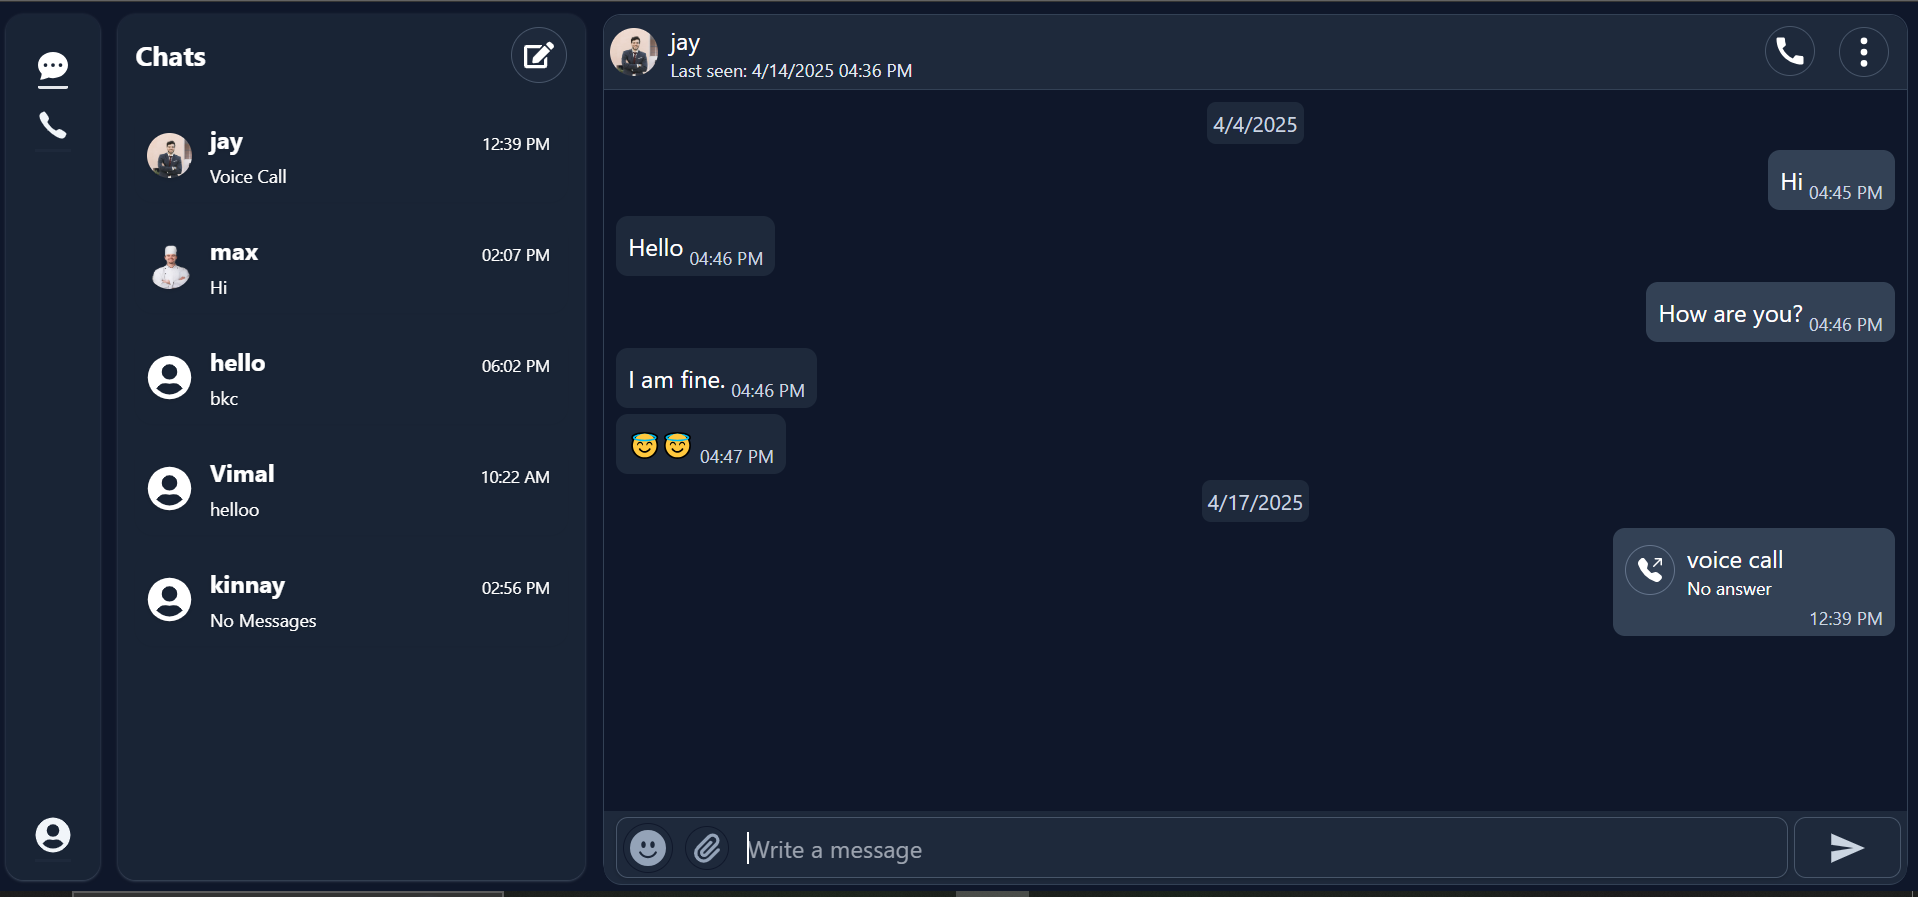 Chats
jay
12:39 PM
Voice Call
max
02:07 PM
Hi
hello
06:02 PM
bkc
Vimal
10:22 AM
helloo
kinnay
02:56 PM
No Messages
jay
Last seen: 4/14/2025 04:36 PM
4/4/2025
Hi 04:45 PM
Hello 04:46 PM
How are you? 04:46 PM
I am fine. 04:46 PM
😇😇 04:47 PM
4/17/2025
voice call
No answer
12:39 PM
Write a message